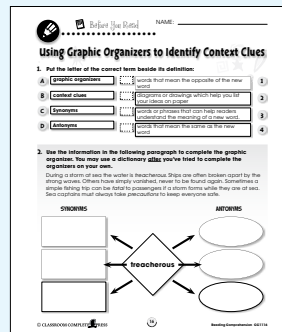 Before You Read
NAME:
Using Graphic Organizers to Identify Context Clues
1. Put the letter of the correct term beside its definition:
A graphic organizers words that mean the opposite of the new word 1
B context clues diagrams or drawings which help you list your ideas on paper 2
C Synonyms words or phrases that can help readers understand the meaning of a new word. 3
D Antonyms words that mean the same as the new word 4
2. Use the information in the following paragraph to complete the graphic
organizer. You may use a dictionary after you've tried to complete the
organizers on your own.
During a storm at sea the water is treacherous. Ships are often broken apart by the
strong waves. Others have simply vanished, never to be found again. Sometimes a
simple fishing trip can be fatal to passengers if a storm forms while they are at sea.
Sea captains must always take precautions to keep everyone safe.
SYNONYMS ANTONYMS
treacherous
© CLASSROOM COMPLETE PRESS
Reading Comprehension